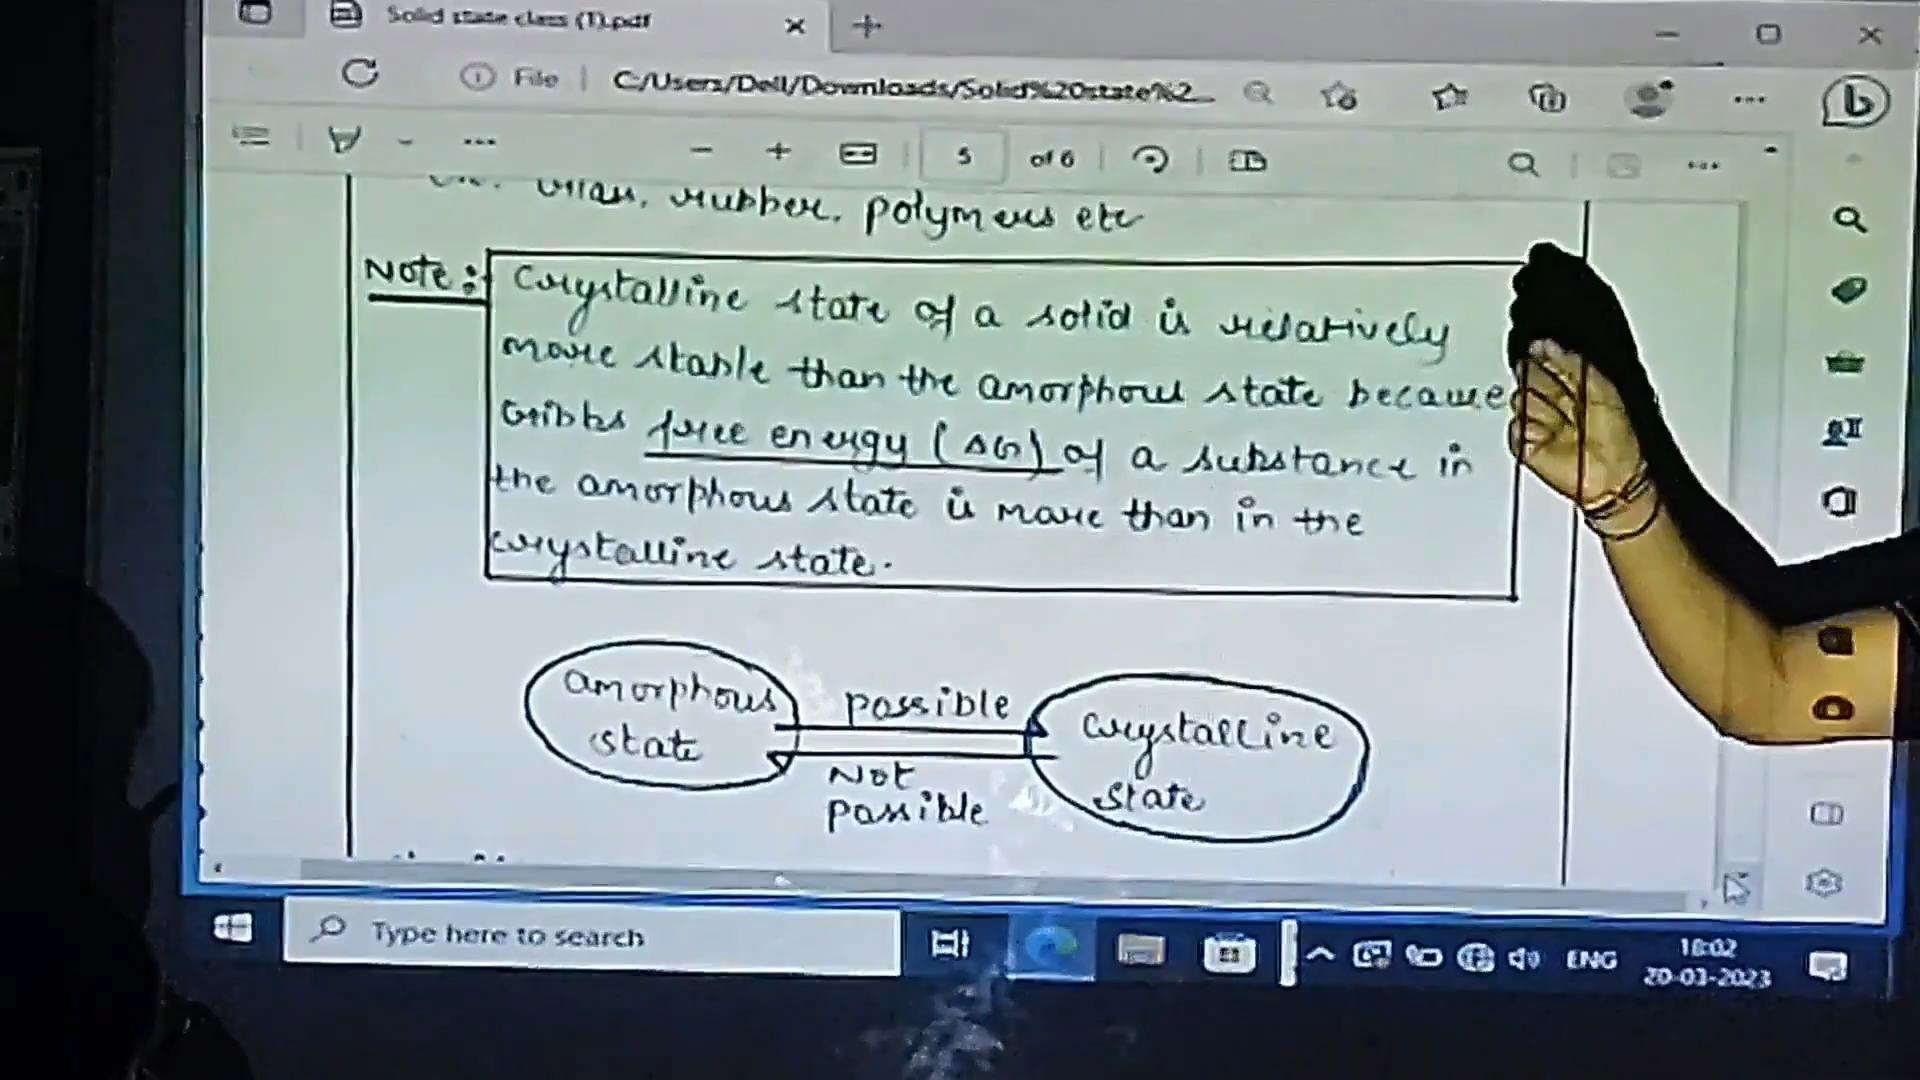 Solid state class (1).pdf
File
C:/Users/Dell/Downloads/Solid%20state%2...
5 of 6
Glass, rubber, polymers etc
Note :-
Crystalline state of a solid is relatively
more stable than the amorphous state because
Gibbs free energy (ΔG) of a substance in
the amorphous state is more than in the
crystalline state.
amorphous
state
possible
Not
possible
Crystalline
state
Type here to search
ENG
18:02
20-03-2023